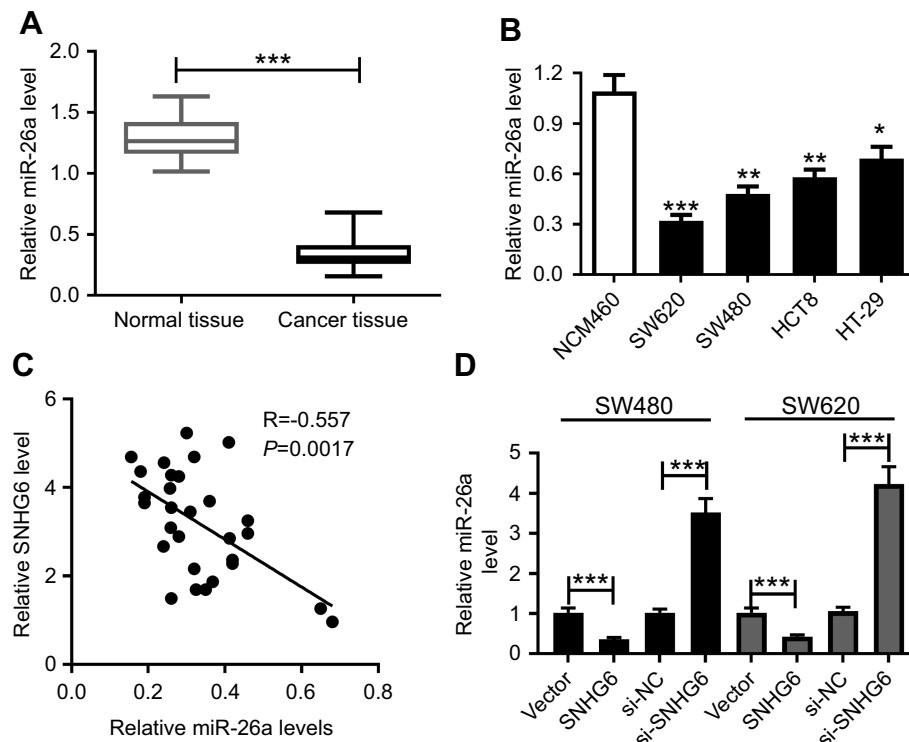 A
Relative miR-26a level
2.0
1.5
1.0
0.5
0.0
***
Normal tissue
Cancer tissue
B
Relative miR-26a level
1.2
0.9
0.6
0.3
0.0
***
**
**
*
NCM460
SW620
SW480
HCT8
HT-29
C
Relative SNHG6 level
6
4
2
0
R=-0.557
P=0.0017
0.0
0.2
0.4
0.6
0.8
Relative miR-26a levels
D
SW480
SW620
Relative miR-26a
level
5
4
3
2
1
0
***
***
***
***
Vector
SNHG6
si-NC
si-SNHG6
Vector
SNHG6
si-NC
si-SNHG6